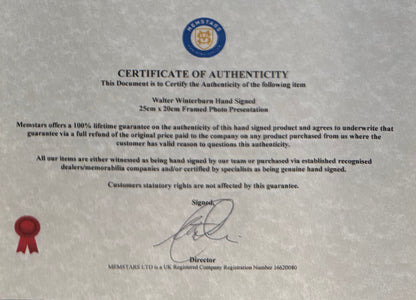 MEMSTARS
CERTIFICATE OF AUTHENTICITY
This Document is to Certify the Authenticity of the following item
Walter Winterburn Hand Signed
25cm x 20cm Framed Photo Presentation
Memstars offers a 100% lifetime guarantee on the authenticity of this hand signed product and agrees to underwrite that
guarantee via a full refund of the original price paid to the company on any product purchased from us where the
customer has valid reason to questions this authenticity.
All our items are either witnessed as being hand signed by our team or purchased via established recognised
dealers/memorabilia companies and/or certified by specialists as being genuine hand signed.
Customers statutory rights are not affected by this guarantee.
Signed,
Director
MEMSTARS LTD is a UK Registered Company Registration Number 16620080